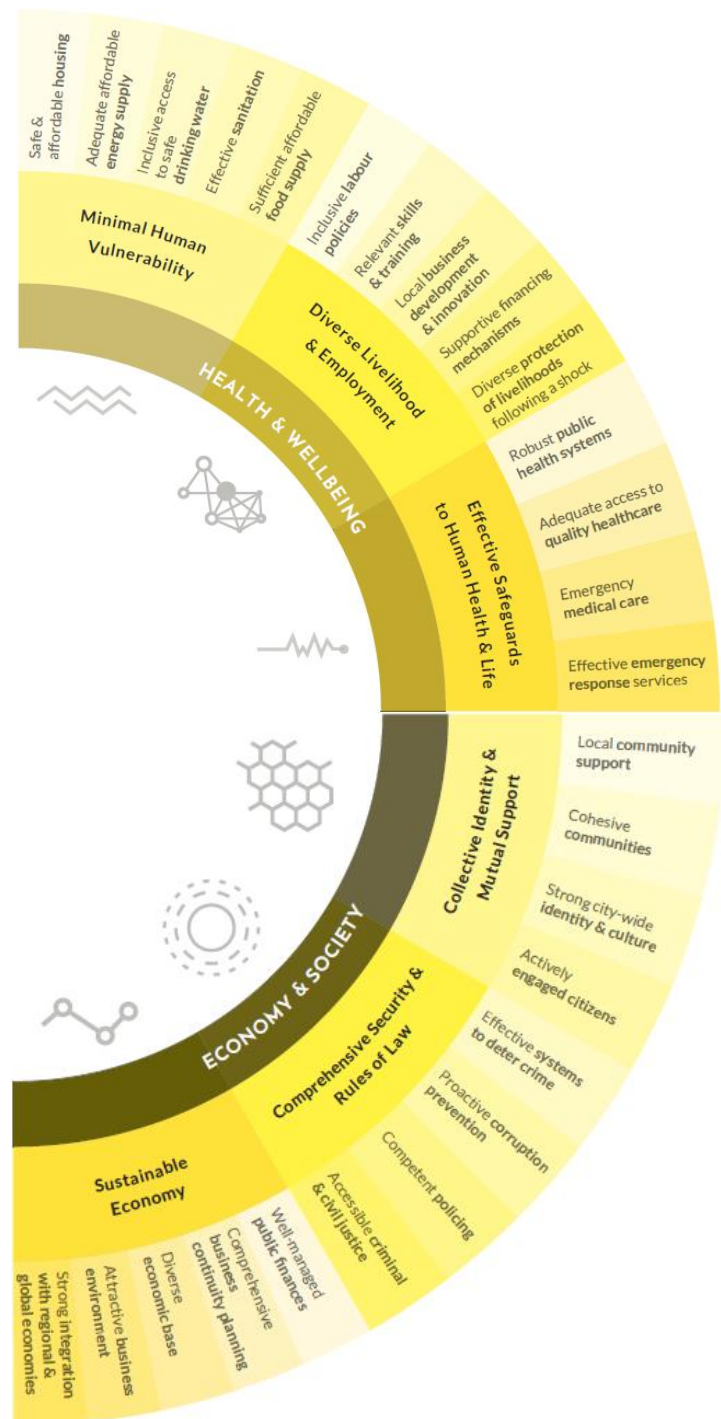 Safe &
affordable housing
Adequate affordable
energy supply
Inclusive access
to safe
drinking water
Effective sanitation
Sufficient affordable
food supply
Minimal Human
Vulnerability
Inclusive labour
policies
Relevant skills
& training
Local business
development
& innovation
Supportive financing
mechanisms
Diverse protection
of livelihoods
following a shock
Diverse Livelihood
& Employment
HEALTH & WELLBEING
Robust public
health systems
Adequate access to
quality healthcare
Emergency
medical care
Effective emergency
response services
Effective Safeguards
to Human Health & Life
Local community
support
Cohesive
communities
Strong city-wide
identity & culture
Actively
engaged citizens
Collective Identity &
Mutual Support
ECONOMY & SOCIETY
Effective systems
to deter crime
Proactive corruption
prevention
Competent policing
Accessible criminal
& civil justice
Comprehensive Security &
Rules of Law
Well-managed
public finances
Comprehensive
business
continuity planning
Diverse
economic base
Attractive business
environment
Strong integration
with regional &
global economies
Sustainable
Economy